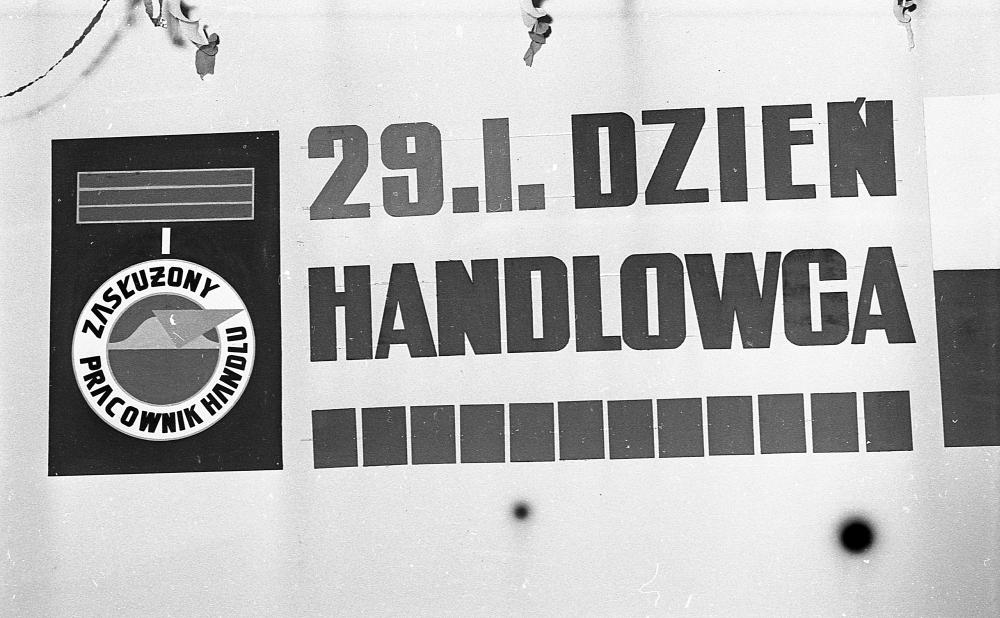 29.I. DZIEŃ
HANDLOWCA
ZASŁUŻONY
PRACOWNIK HANDLU